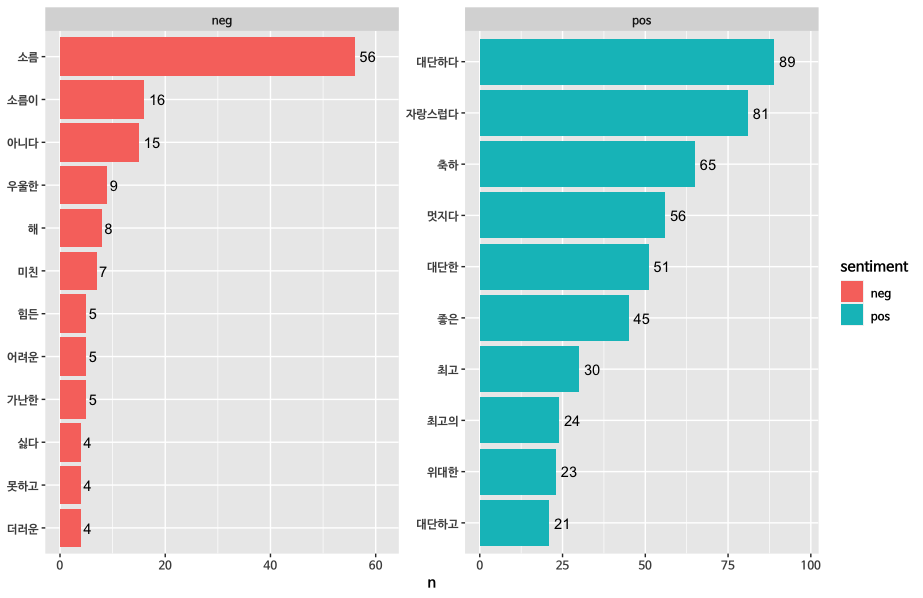 neg
소름 56
소름이 16
아니다 15
우울한 9
해 8
미친 7
힘든 5
어려운 5
가난한 5
싫다 4
못하고 4
더러운 4
0 20 40 60
pos
대단하다 89
자랑스럽다 81
축하 65
멋지다 56
대단한 51
좋은 45
최고 30
최고의 24
위대한 23
대단하고 21
0 25 50 75 100
n
sentiment
neg
pos